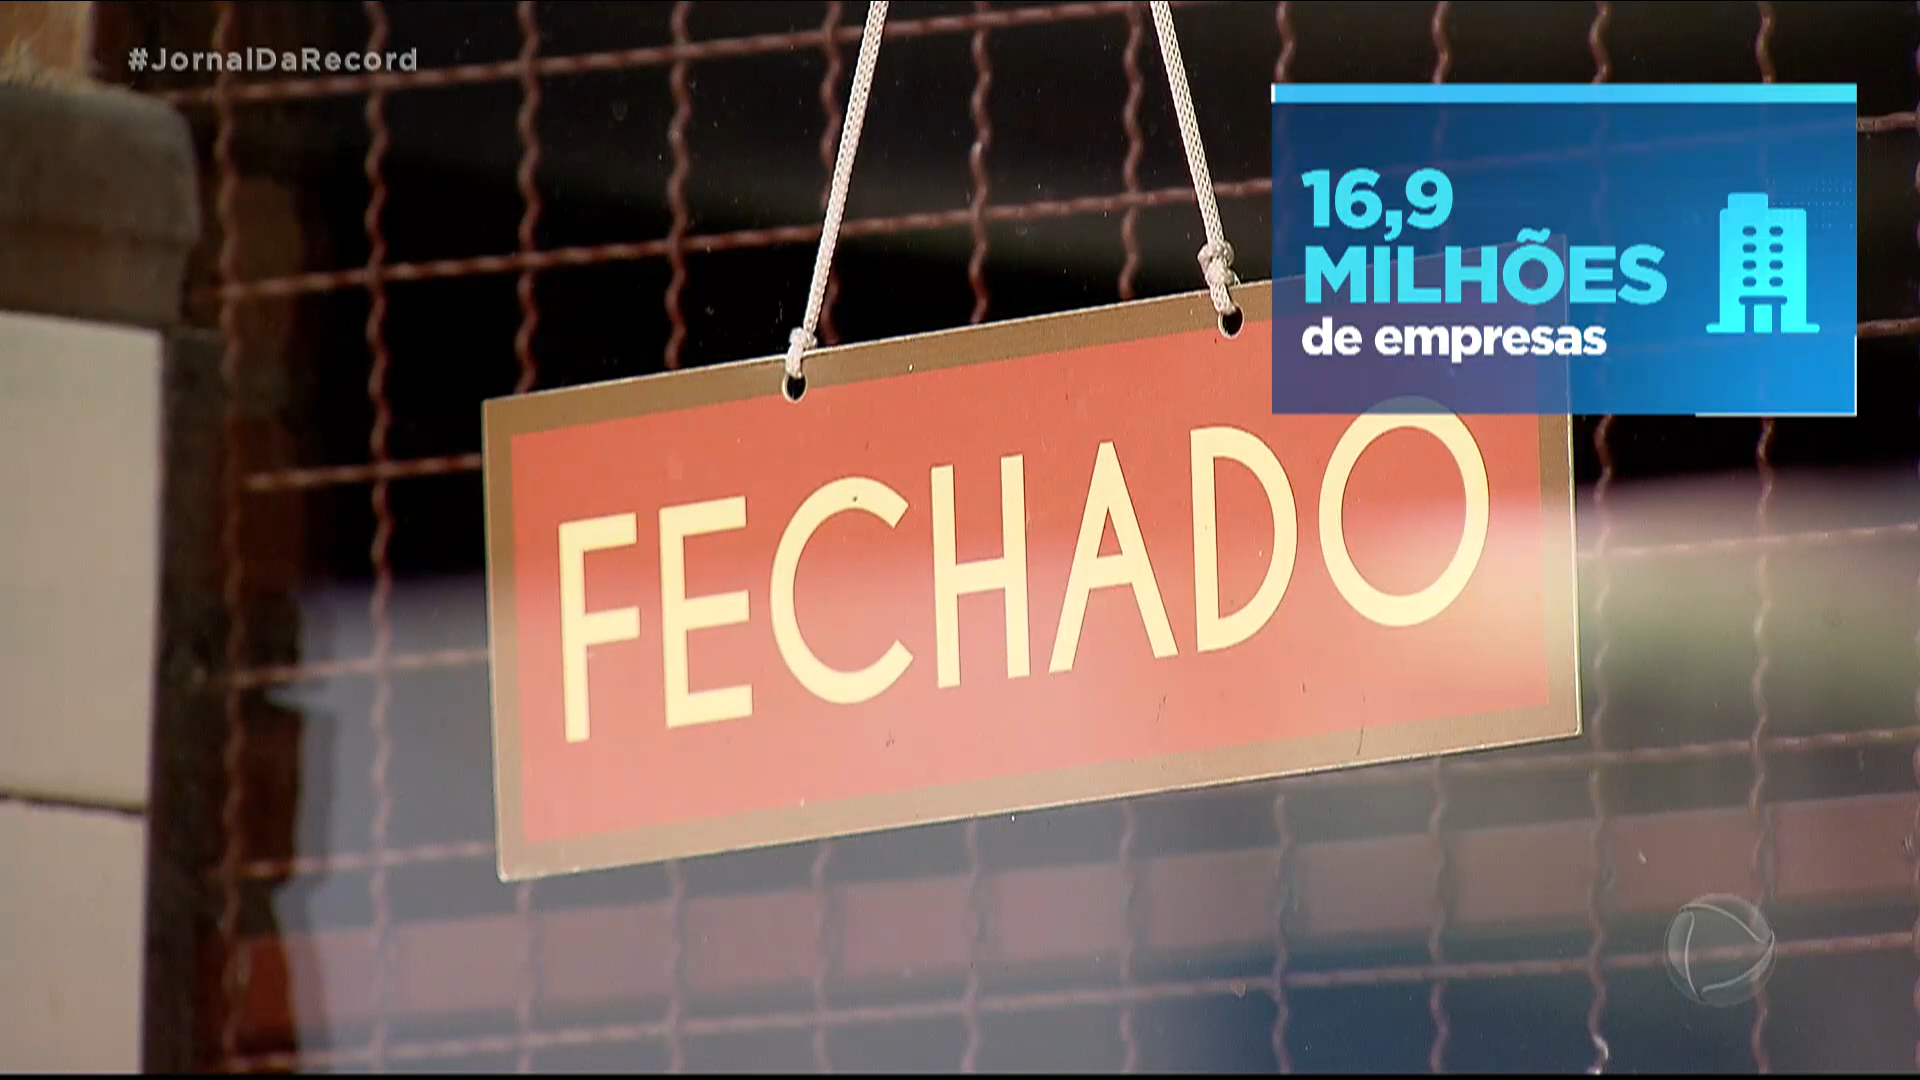 #JornalDaRecord
16,9
MILHÕES
de empresas
FECHADO